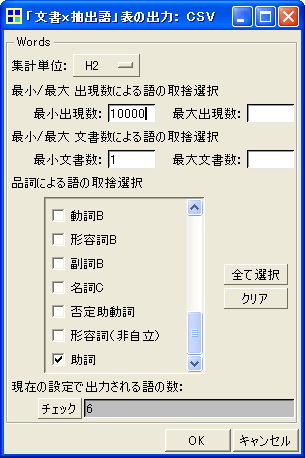 「文書×抽出語」表の出力: CSV
Words
集計単位: H2
最小/最大 出現数による語の取捨選択
最小出現数: 10000 最大出現数:
最小/最大 文書数による語の取捨選択
最小文書数: 1 最大文書数:
品詞による語の取捨選択
動詞B
形容詞B
副詞B
名詞C
否定助動詞
形容詞(非自立)
助詞
全て選択
クリア
現在の設定で出力される語の数:
チェック 6
OK キャンセル